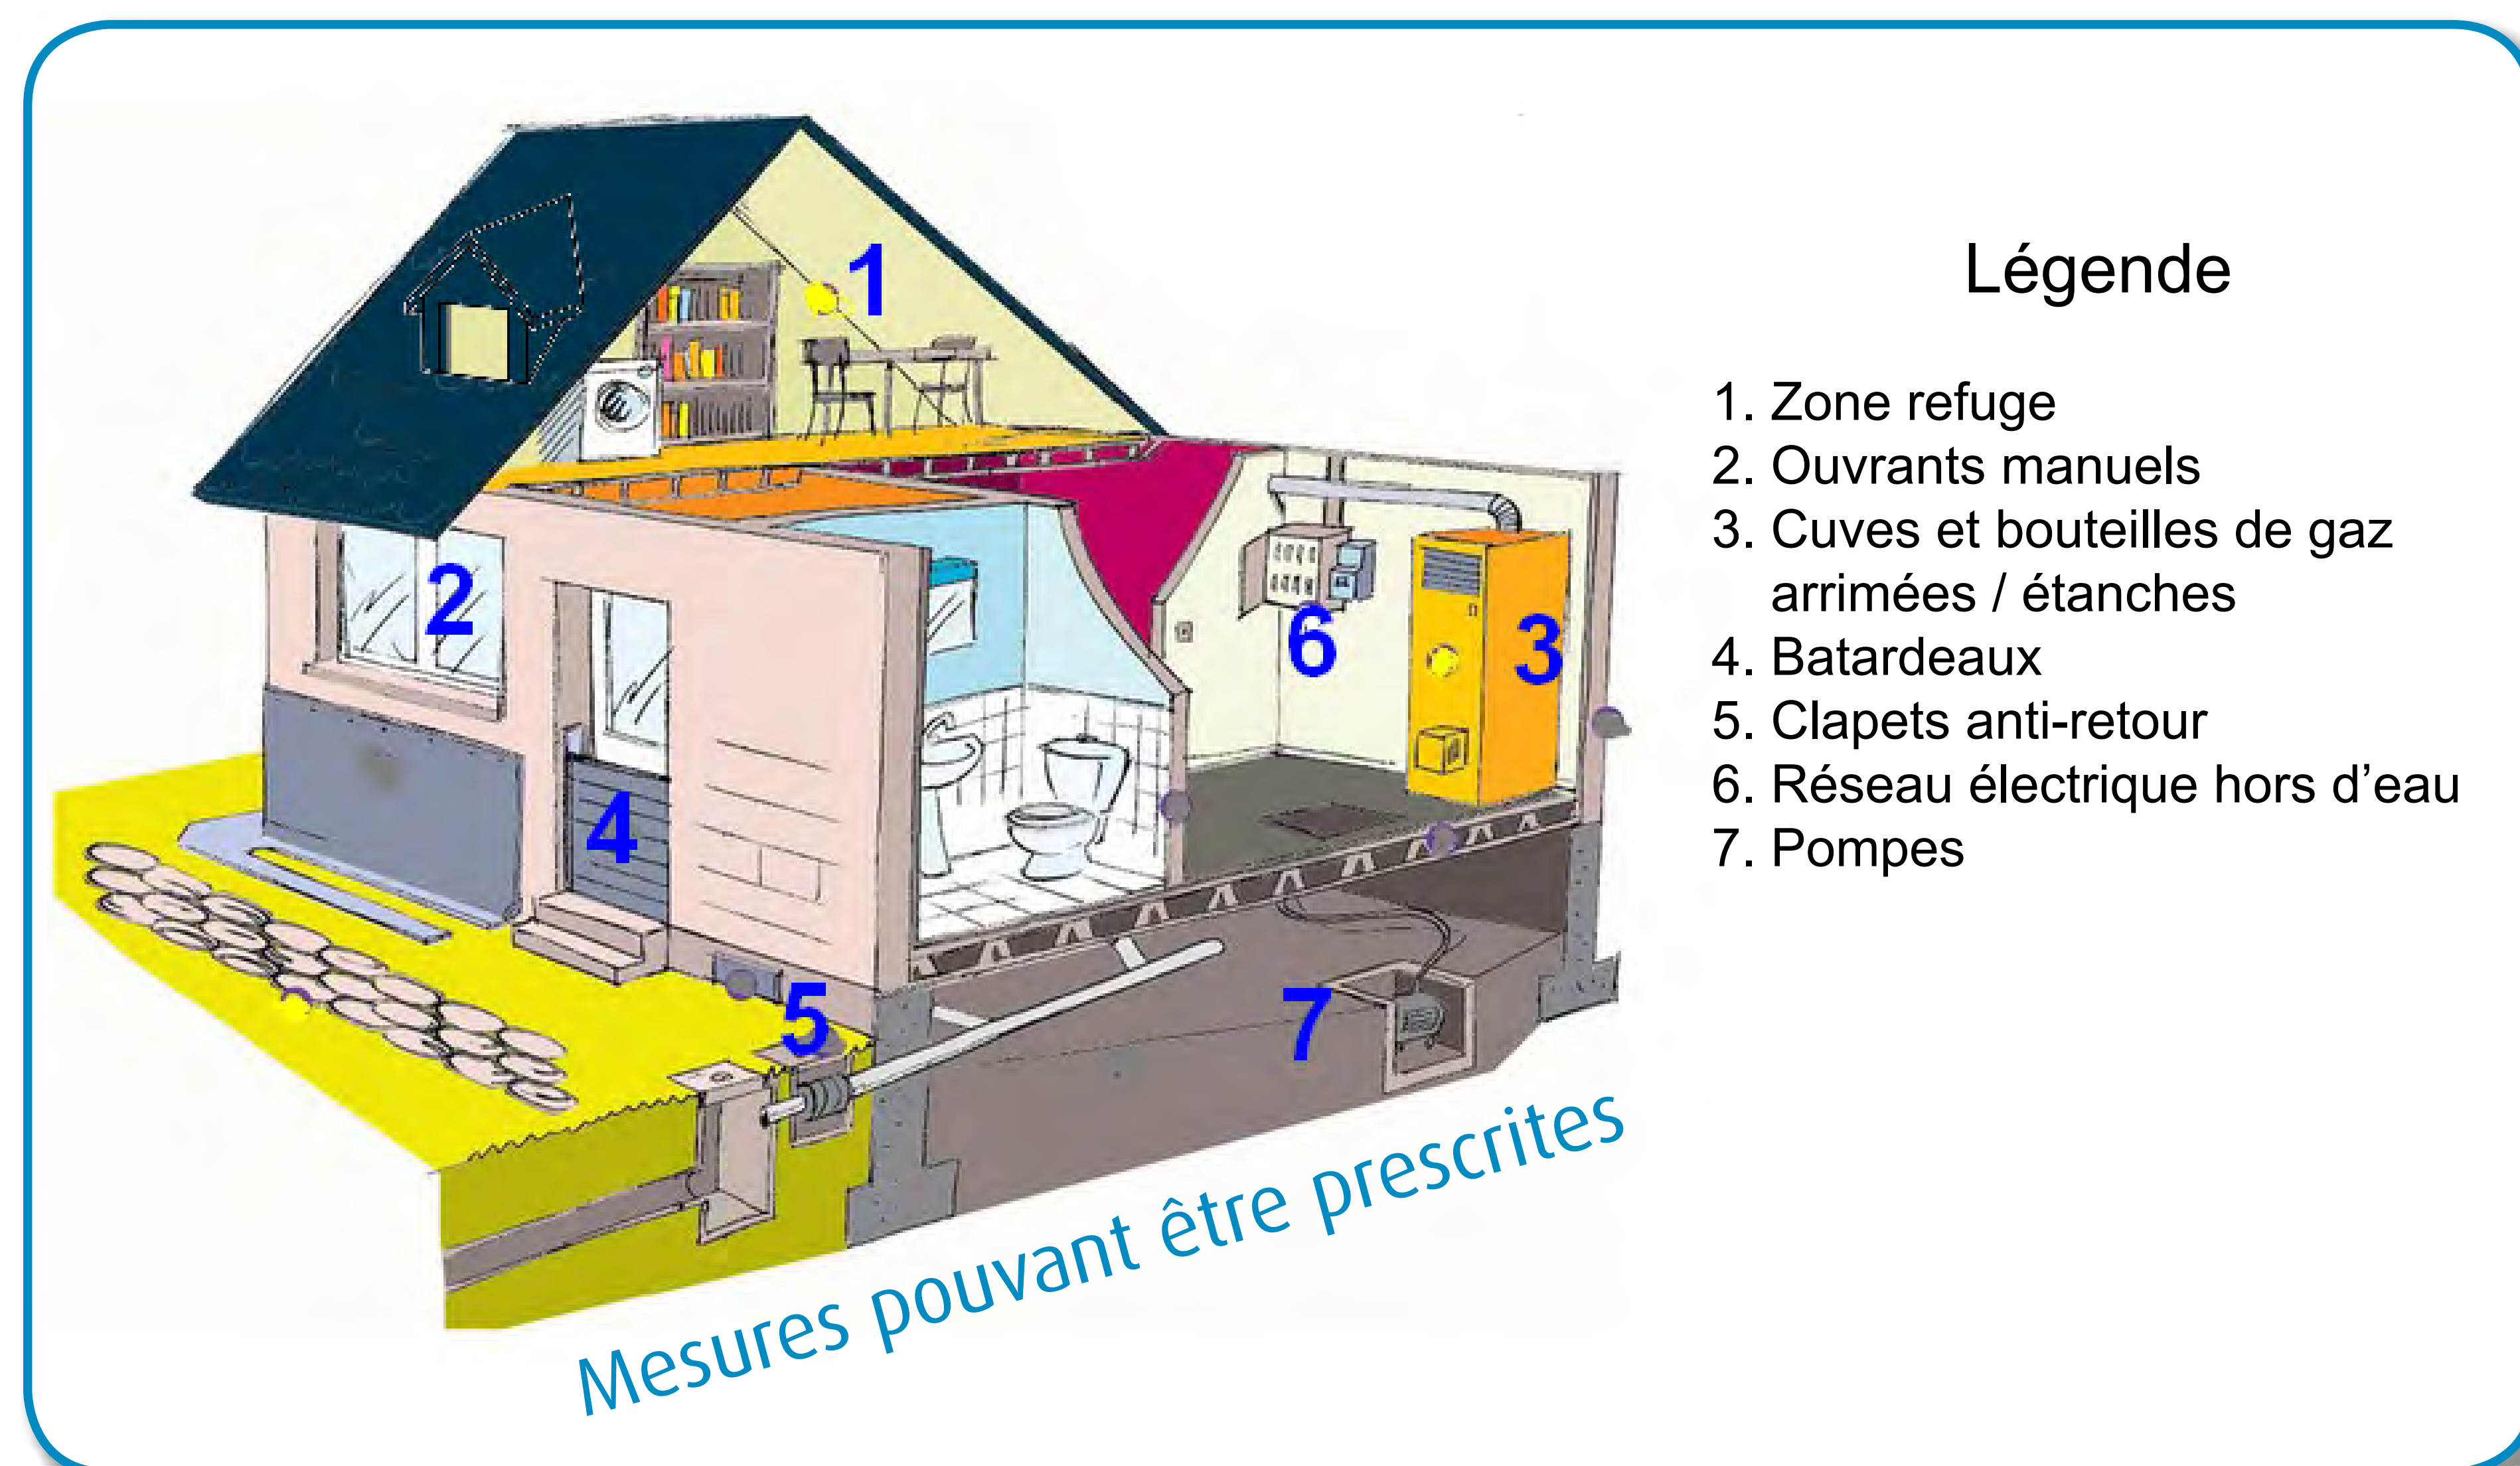 1
2
6
3
4
5
7
Mesures pouvant être prescrites
Légende
1. Zone refuge
2. Ouvrants manuels
3. Cuves et bouteilles de gaz
arrimées / étanches
4. Batardeaux
5. Clapets anti-retour
6. Réseau électrique hors d’eau
7. Pompes